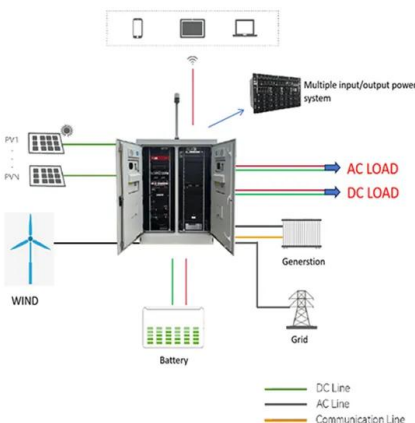 Multiple input/output power
system
PV1
PVN
AC LOAD
DC LOAD
WIND
Generstion
Battery
Grid
DC Line
AC Line
Communication Line